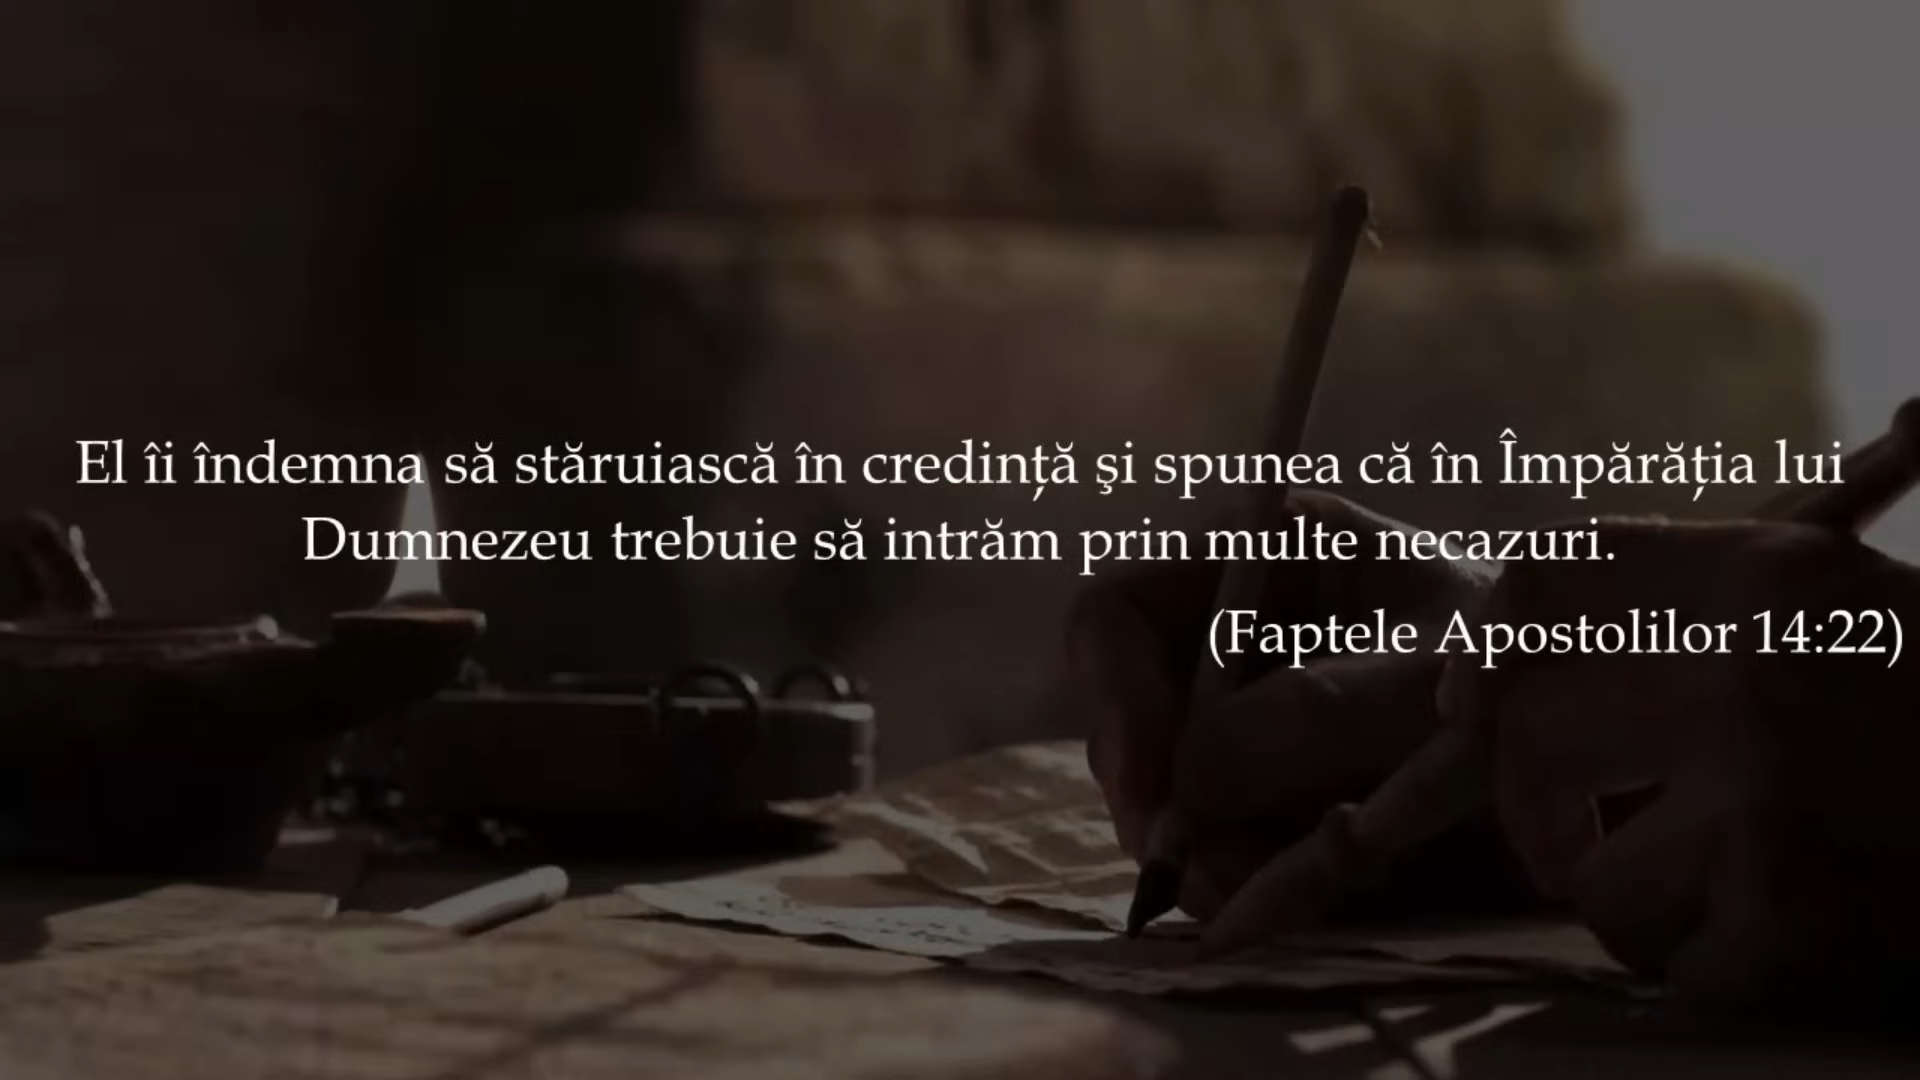 El îi îndemna să stăruiască în credință şi spunea că în Împărăția lui
Dumnezeu trebuie să intrăm prin multe necazuri.
(Faptele Apostolilor 14:22)